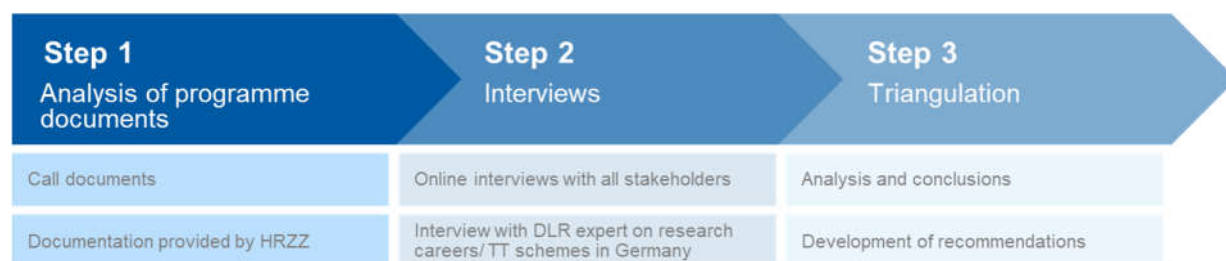 Step 1
Analysis of programme
documents
Step 2
Interviews
Step 3
Triangulation
Call documents
Online interviews with all stakeholders
Analysis and conclusions
Documentation provided by HRZZ
Interview with DLR expert on research
careers/ TT schemes in Germany
Development of recommendations